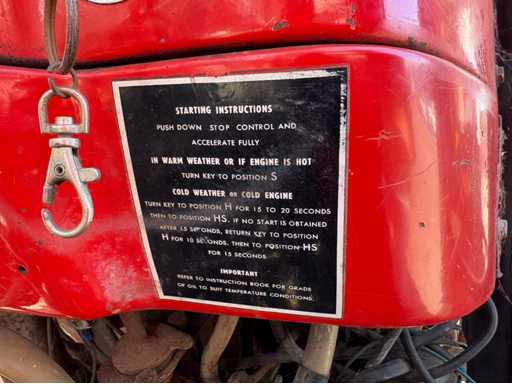 STARTING INSTRUCTIONS
PUSH DOWN STOP CONTROL AND
ACCELERATE FULLY
IN WARM WEATHER OR IF ENGINE IS HOT
TURN KEY TO POSITION S
COLD WEATHER OR COLD ENGINE
TURN KEY TO POSITION H FOR 15 TO 20 SECONDS
THEN TO POSITION HS. IF NO START IS OBTAINED
AFTER 15 SECONDS, RETURN KEY TO POSITION
H FOR 10 SECONDS. THEN TO POSITION HS
FOR 15 SECONDS
IMPORTANT
REFER TO INSTRUCTION BOOK FOR GRADE
OF OIL TO SUIT TEMPERATURE CONDITIONS.